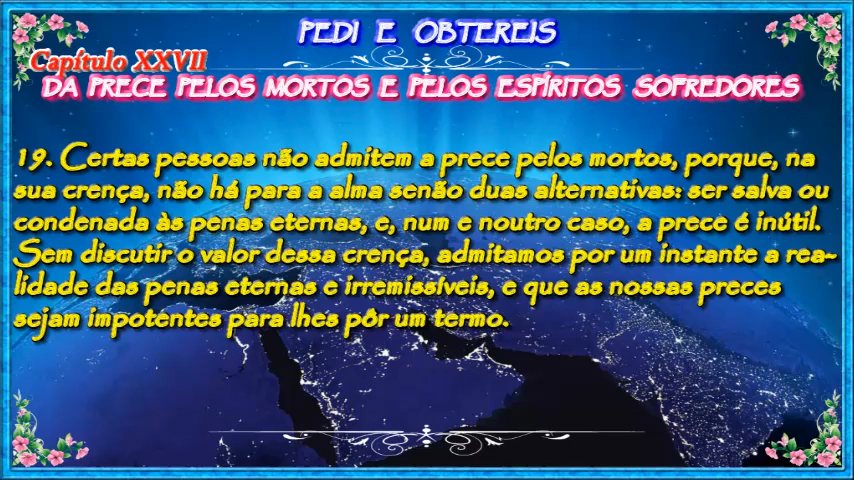 PEDI E OBTEREIS
Capítulo XXVII
DA PRECE PELOS MORTOS E PELOS ESPÍRITOS SOFREDORES
19. Certas pessoas não admitem a prece pelos mortos, porque, na
sua crença, não há para a alma senão duas alternativas: ser salva ou
condenada às penas eternas, e, num e noutro caso, a prece é inútil.
Sem discutir o valor dessa crença, admitamos por um instante a rea-
lidade das penas eternas e irremissíveis, e que as nossas preces
sejam impotentes para lhes pôr um termo.